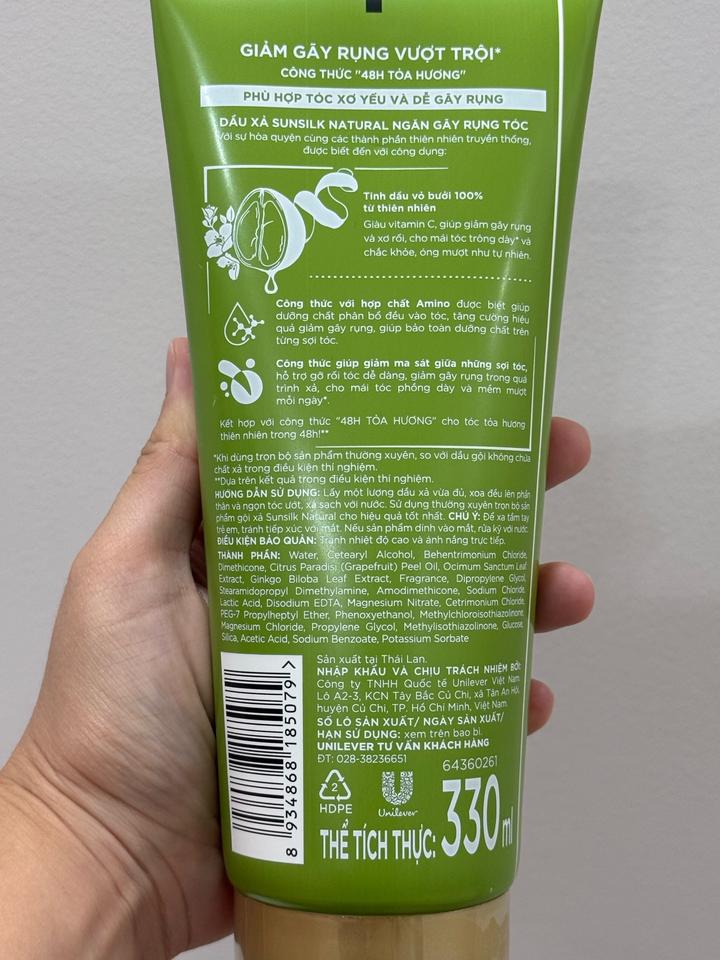 GIẢM GÃY RỤNG VƯỢT TRỘI*
CÔNG THỨC "48H TỎA HƯƠNG"
PHÙ HỢP TÓC XƠ YẾU VÀ DỄ GÃY RỤNG
DẦU XẢ SUNSILK NATURAL NGĂN GÃY RỤNG TÓC
Với sự hòa quyện cùng các thành phần thiên nhiên truyền thống,
được biết đến với công dụng:
Tinh dầu vỏ bưởi 100%
từ thiên nhiên
Giàu vitamin C, giúp giảm gãy rụng
và xơ rối, cho mái tóc trông dày* và
chắc khỏe, óng mượt như tự nhiên.
Công thức với hợp chất Amino được biết giúp
dưỡng chất phân bổ đều vào tóc, tăng cường hiệu
quả giảm gãy rụng, giúp bảo toàn dưỡng chất trên
từng sợi tóc.
Công thức giúp giảm ma sát giữa những sợi tóc,
hỗ trợ gỡ rối tóc dễ dàng, giảm gãy rụng trong quá
trình xả, cho mái tóc phồng dày và mềm mượt
mỗi ngày*.
Kết hợp với công thức "48H TỎA HƯƠNG" cho tóc tỏa hương
thiên nhiên trong 48h!**
*Khi dùng trọn bộ sản phẩm thường xuyên, so với dầu gội không chứa
chất xả trong điều kiện thí nghiệm.
**Dựa trên kết quả trong điều kiện thí nghiệm.
HƯỚNG DẪN SỬ DỤNG: Lấy một lượng dầu xả vừa đủ, xoa đều lên phần
thân và ngọn tóc ướt, xả sạch với nước. Sử dụng thường xuyên trọn bộ sản
phẩm gội xả Sunsilk Natural cho hiệu quả tốt nhất. CHÚ Ý: Để xa tầm tay
trẻ em, tránh tiếp xúc với mắt. Nếu sản phẩm dính vào mắt, rửa kỹ với nước.
ĐIỀU KIỆN BẢO QUẢN: Tránh nhiệt độ cao và ánh nắng trực tiếp.
THÀNH PHẦN: Water, Cetearyl Alcohol, Behentrimonium Chloride,
Dimethicone, Citrus Paradisi (Grapefruit) Peel Oil, Ocimum Sanctum Leaf
Extract, Ginkgo Biloba Leaf Extract, Fragrance, Dipropylene Glycol,
Stearamidopropyl Dimethylamine, Amodimethicone, Sodium Chloride,
Lactic Acid, Disodium EDTA, Magnesium Nitrate, Cetrimonium Chloride,
PEG-7 Propylheptyl Ether, Phenoxyethanol, Methylchloroisothiazolinone,
Magnesium Chloride, Propylene Glycol, Methylisothiazolinone, Glucose,
Silica, Acetic Acid, Sodium Benzoate, Potassium Sorbate
Sản xuất tại Thái Lan.
NHẬP KHẨU VÀ CHỊU TRÁCH NHIỆM BỞI:
Công ty TNHH Quốc tế Unilever Việt Nam
Lô A2-3, KCN Tây Bắc Củ Chi, xã Tân An Hội,
huyện Củ Chi, TP. Hồ Chí Minh, Việt Nam
SỐ LÔ SẢN XUẤT/ NGÀY SẢN XUẤT/
HẠN SỬ DỤNG: xem trên bao bì.
UNILEVER TƯ VẤN KHÁCH HÀNG
ĐT: 028-38236651
64360261
8 934868 185079 >
2
HDPE
Unilever
THỂ TÍCH THỰC: 330 ml